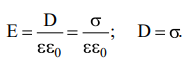 E = D/εε₀ = σ/εε₀; D = σ.